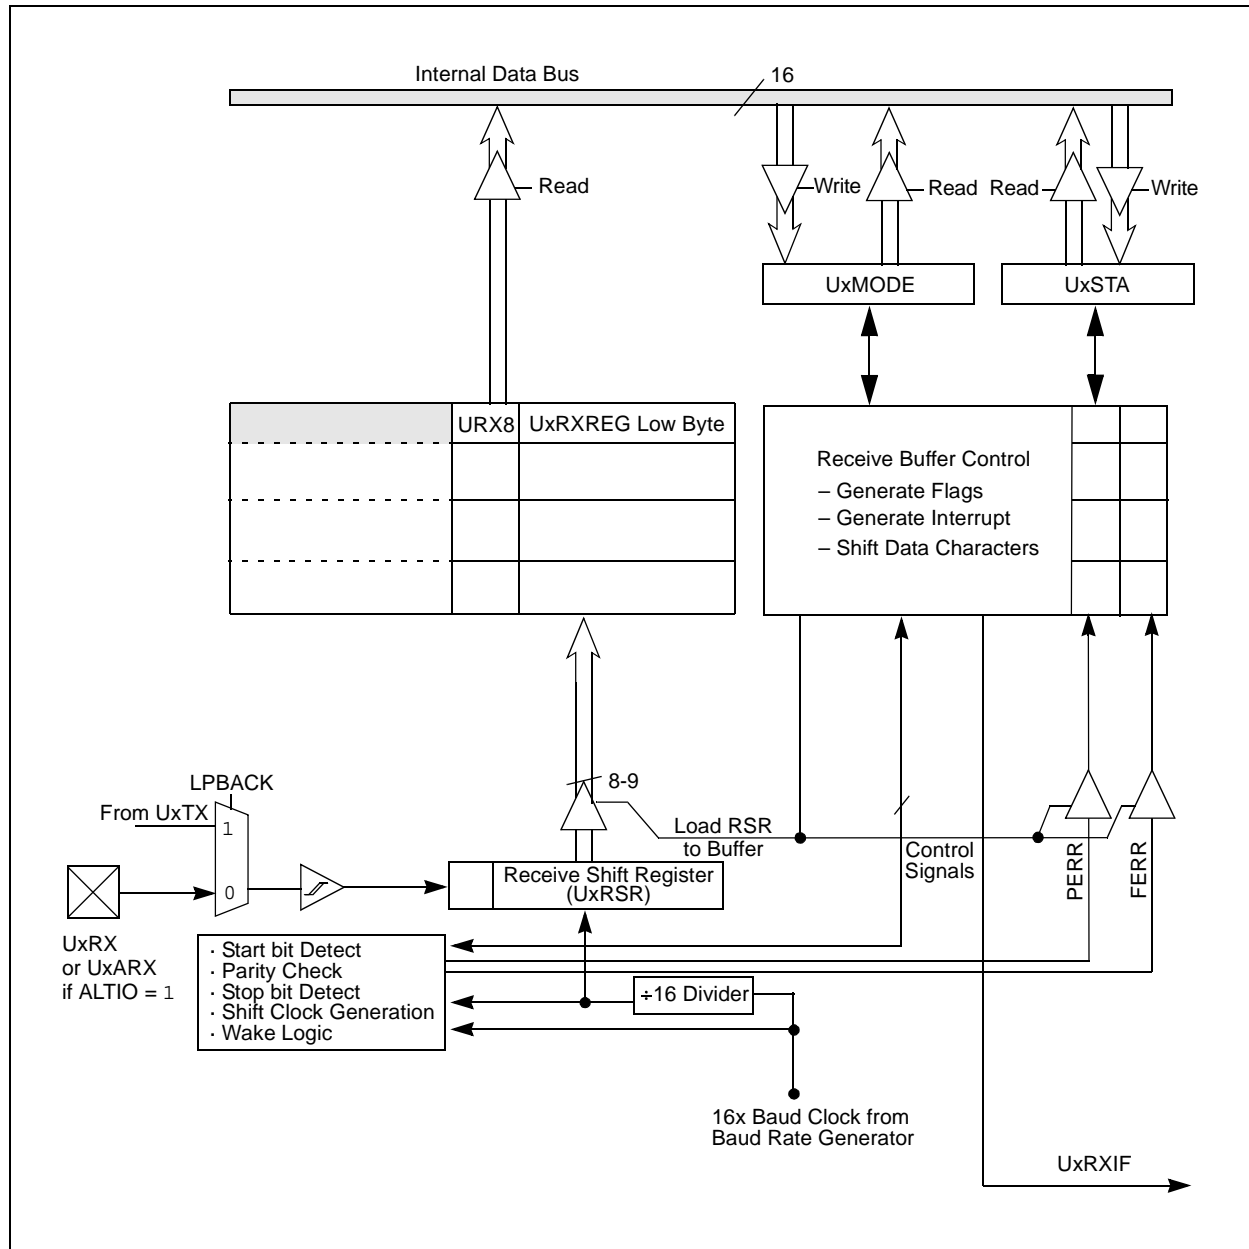 Internal Data Bus
16
Read
Write
Read
Read
Write
UxMODE
UxSTA
URX8
UxRXREG Low Byte
Receive Buffer Control
– Generate Flags
– Generate Interrupt
– Shift Data Characters
8-9
LPBACK
From UxTX
1
0
Load RSR
to Buffer
Control
Signals
PERR
FERR
Receive Shift Register
(UxRSR)
UxRX
or UxARX
if ALTIO = 1
· Start bit Detect
· Parity Check
· Stop bit Detect
· Shift Clock Generation
· Wake Logic
÷16 Divider
16x Baud Clock from
Baud Rate Generator
UxRXIF